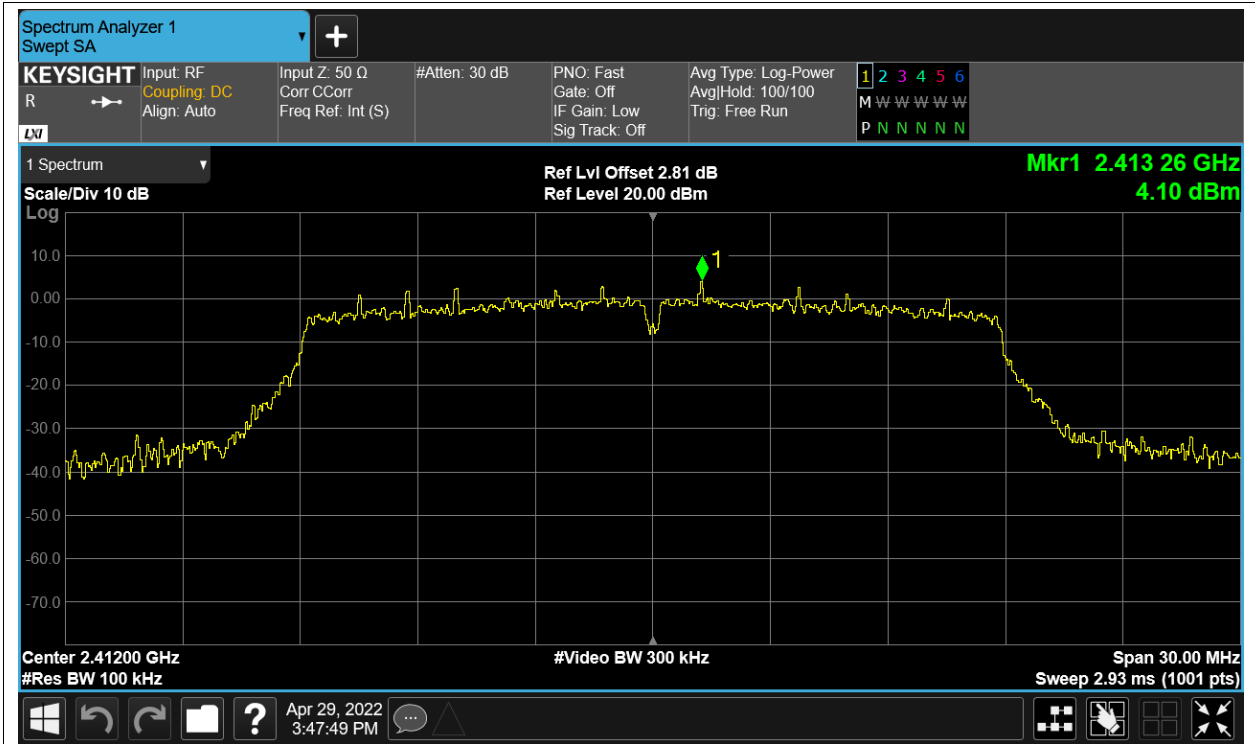 Spectrum Analyzer 1
Swept SA
KEYSIGHT
R
LXI
Input: RF
Coupling: DC
Align: Auto
Input Z: 50 Ω
Corr CCorr
Freq Ref: Int (S)
#Atten: 30 dB
PNO: Fast
Gate: Off
IF Gain: Low
Sig Track: Off
Avg Type: Log-Power
Avg|Hold: 100/100
Trig: Free Run
1 2 3 4 5 6
M W W W W W
P N N N N N
1 Spectrum
Scale/Div 10 dB
Log
Ref Lvl Offset 2.81 dB
Ref Level 20.00 dBm
Mkr1 2.413 26 GHz
4.10 dBm
1
10.0
0.00
-10.0
-20.0
-30.0
-40.0
-50.0
-60.0
-70.0
Center 2.41200 GHz
#Res BW 100 kHz
#Video BW 300 kHz
Span 30.00 MHz
Sweep 2.93 ms (1001 pts)
?
Apr 29, 2022
3:47:49 PM